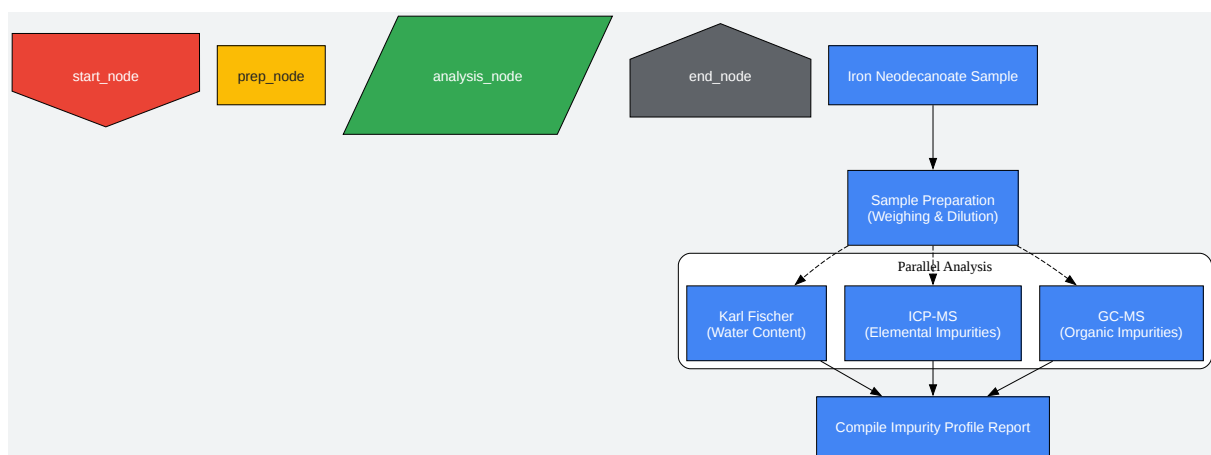 start_node
prep_node
analysis_node
end_node
Iron Neodecanoate Sample
Sample Preparation
(Weighing & Dilution)
Parallel Analysis
Karl Fischer
(Water Content)
ICP-MS
(Elemental Impurities)
GC-MS
(Organic Impurities)
Compile Impurity Profile Report